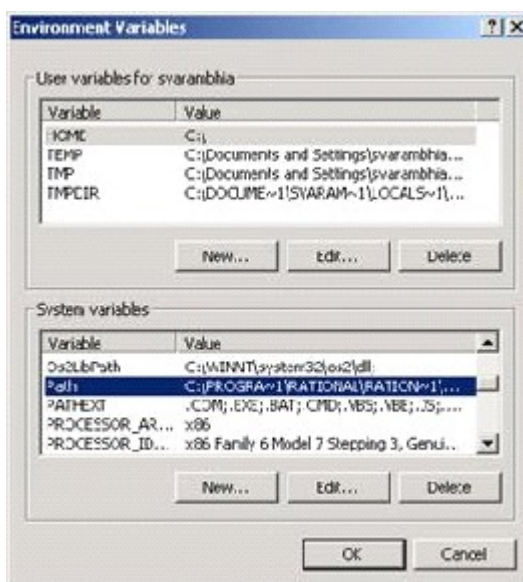 Environment Variables
User variables for svarambhia
Variable Value
HOME C:\
TEMP C:\Documents and Settings\svarambhia...
TMP C:\Documents and Settings\svarambhia...
TMPDIR C:\DOCUME~1\SVARAM~1\LOCALS~1\...
New... Edit... Delete
System variables
Variable Value
Os2LibPath C:\WINNT\system32\os2\dll;
Path C:\PROGRA~1\RATIONAL\RATION~1\...
PATHEXT .COM;.EXE;.BAT;.CMD;.VBS;.VBE;.JS;....
PROCESSOR_AR... x86
PROCESSOR_ID... x86 Family 6 Model 7 Stepping 3, Genui...
New... Edit... Delete
OK Cancel